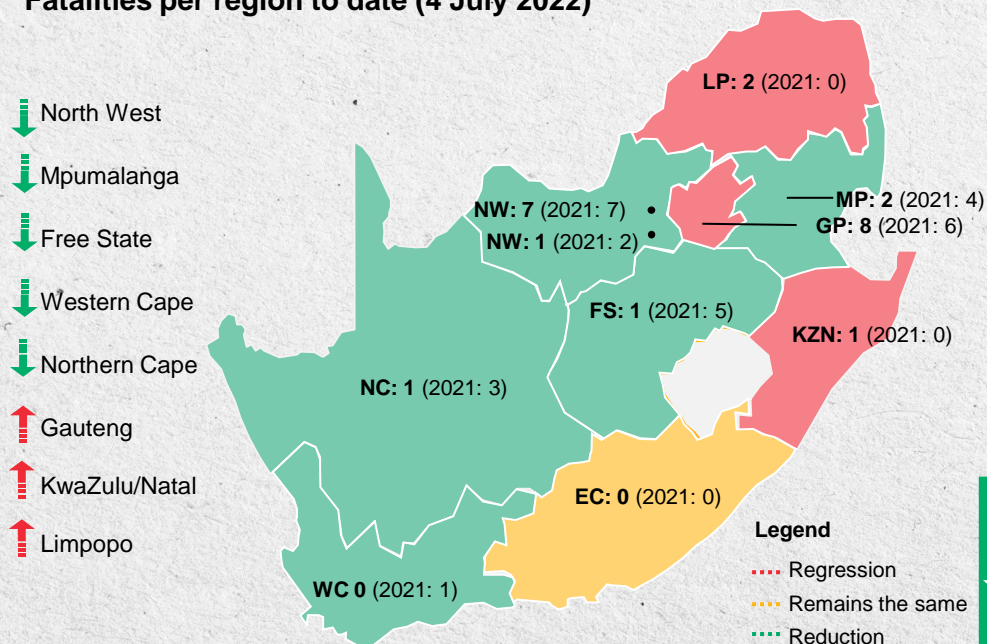 Fatalities per region to date (4 July 2022)
North West
Mpumalanga
Free State
Western Cape
Northern Cape
Gauteng
KwaZulu/Natal
Limpopo
LP: 2 (2021: 0)
NW: 7 (2021: 7)
NW: 1 (2021: 2)
MP: 2 (2021: 4)
GP: 8 (2021: 6)
FS: 1 (2021: 5)
KZN: 1 (2021: 0)
NC: 1 (2021: 3)
EC: 0 (2021: 0)
WC 0 (2021: 1)
Legend
Regression
Remains the same
Reduction